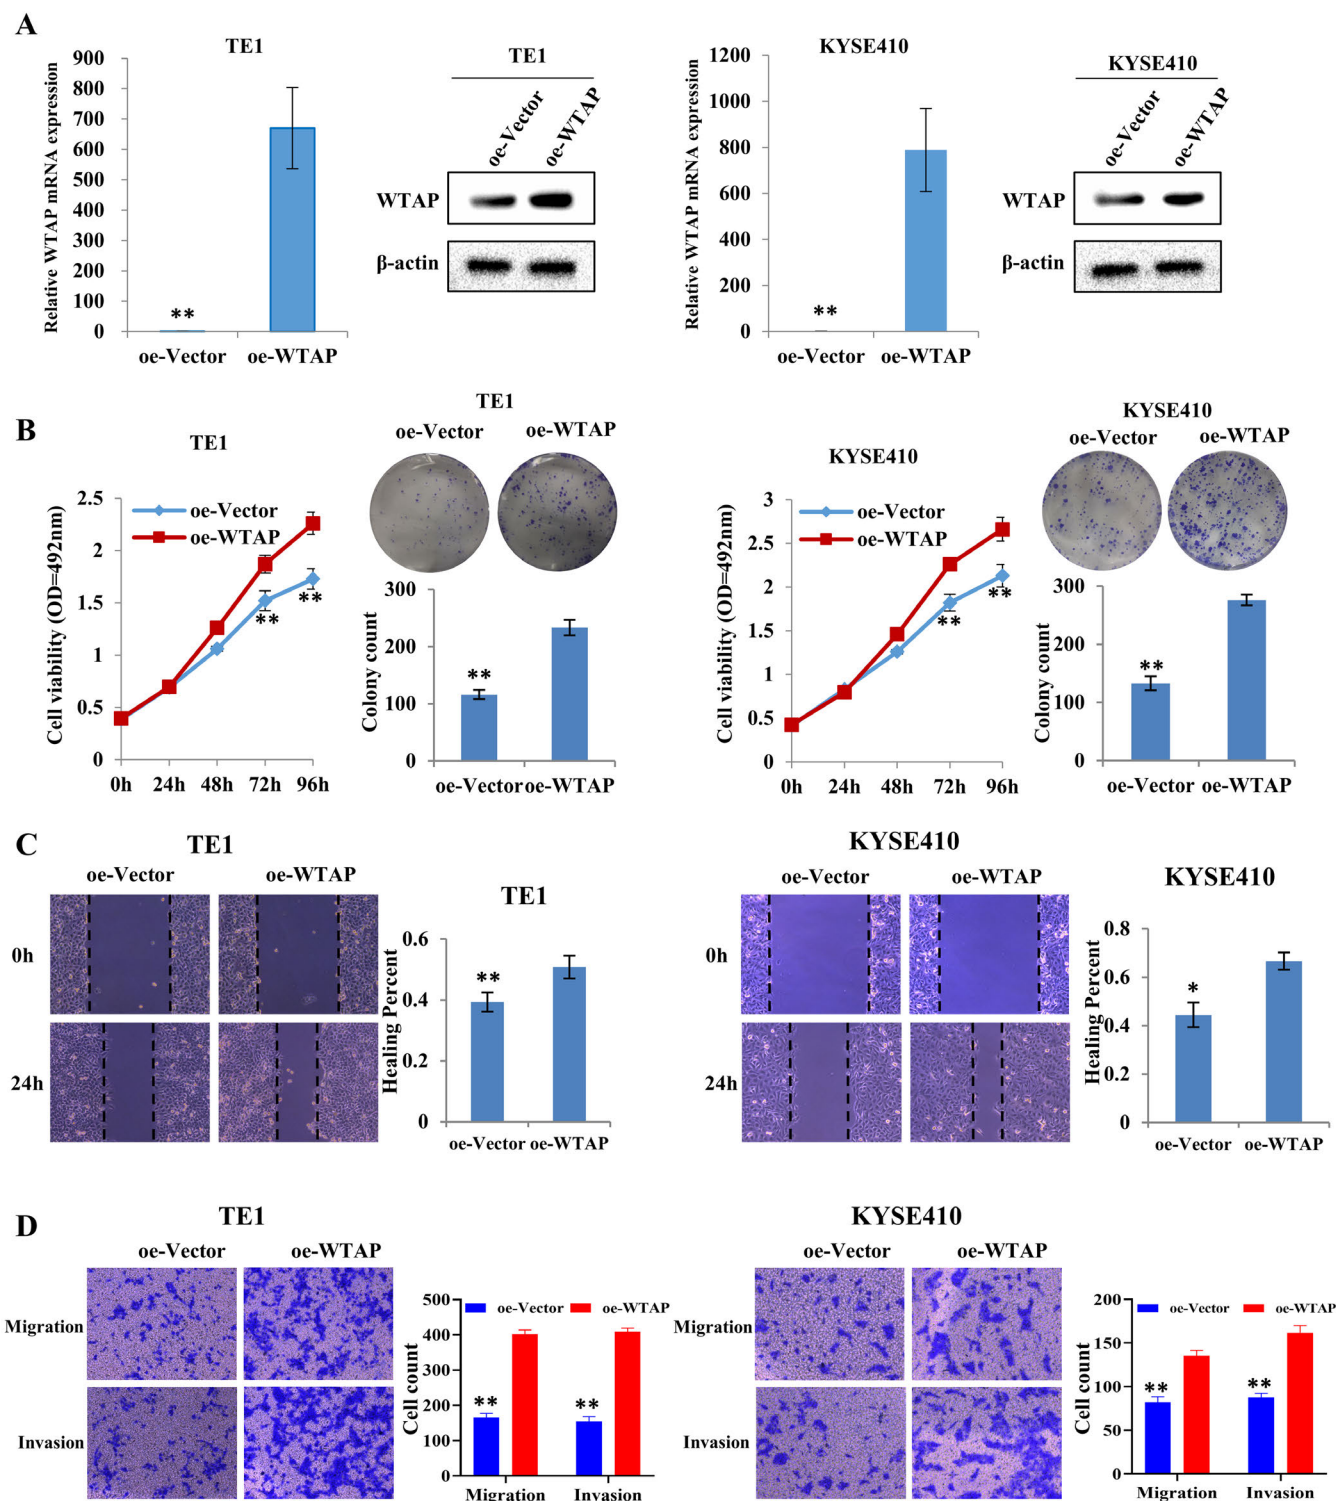 A
TE1
Relative WTAP mRNA expression
900
800
700
600
500
400
300
200
100
0
**
oe-Vector
oe-WTAP
TE1
oe-Vector
oe-WTAP
WTAP
β-actin
KYSE410
Relative WTAP mRNA expression
1200
1000
800
600
400
200
0
**
oe-Vector
oe-WTAP
KYSE410
oe-Vector
oe-WTAP
WTAP
β-actin
B
TE1
Cell viability (OD=492nm)
2.5
2
1.5
1
0.5
0
oe-Vector
oe-WTAP
**
**
0h 24h 48h 72h 96h
TE1
oe-Vector
oe-WTAP
Colony count
300
200
100
0
**
oe-Vector oe-WTAP
KYSE410
Cell viability (OD=492nm)
3
2.5
2
1.5
1
0.5
0
oe-Vector
oe-WTAP
**
**
0h 24h 48h 72h 96h
KYSE410
oe-Vector
oe-WTAP
Colony count
300
200
100
0
**
oe-Vector oe-WTAP
C
TE1
oe-Vector
oe-WTAP
0h
24h
TE1
Healing Percent
0.6
0.4
0.2
0
**
oe-Vector oe-WTAP
KYSE410
oe-Vector
oe-WTAP
0h
24h
KYSE410
Healing Percent
0.8
0.6
0.4
0.2
0
*
oe-Vector oe-WTAP
D
TE1
oe-Vector
oe-WTAP
Migration
Invasion
Cell count
500
400
300
200
100
0
oe-Vector oe-WTAP
**
**
Migration Invasion
KYSE410
oe-Vector
oe-WTAP
Migration
Invasion
Cell count
200
150
100
50
0
oe-Vector oe-WTAP
**
**
Migration Invasion